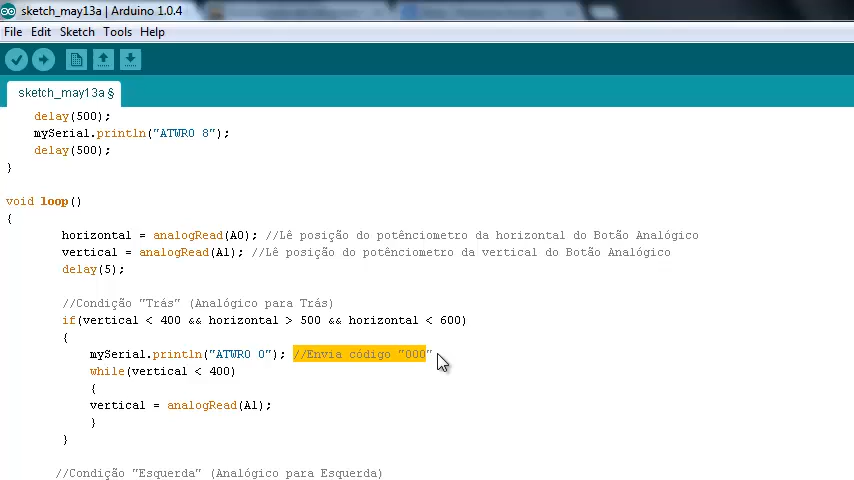 sketch_may13a | Arduino 1.0.4
File Edit Sketch Tools Help
sketch_may13a §
delay(500);
mySerial.println("ATWRO 8");
delay(500);
}
void loop()
{
horizontal = analogRead(A0); //Lê posição do potênciometro da horizontal do Botão Analógico
vertical = analogRead(A1); //Lê posição do potênciometro da vertical do Botão Analógico
delay(5);
//Condição "Trás" (Analógico para Trás)
if(vertical < 400 && horizontal > 500 && horizontal < 600)
{
mySerial.println("ATWRO 0"); //Envia código "000"
while(vertical < 400)
{
vertical = analogRead(A1);
}
}
//Condição "Esquerda" (Analógico para Esquerda)